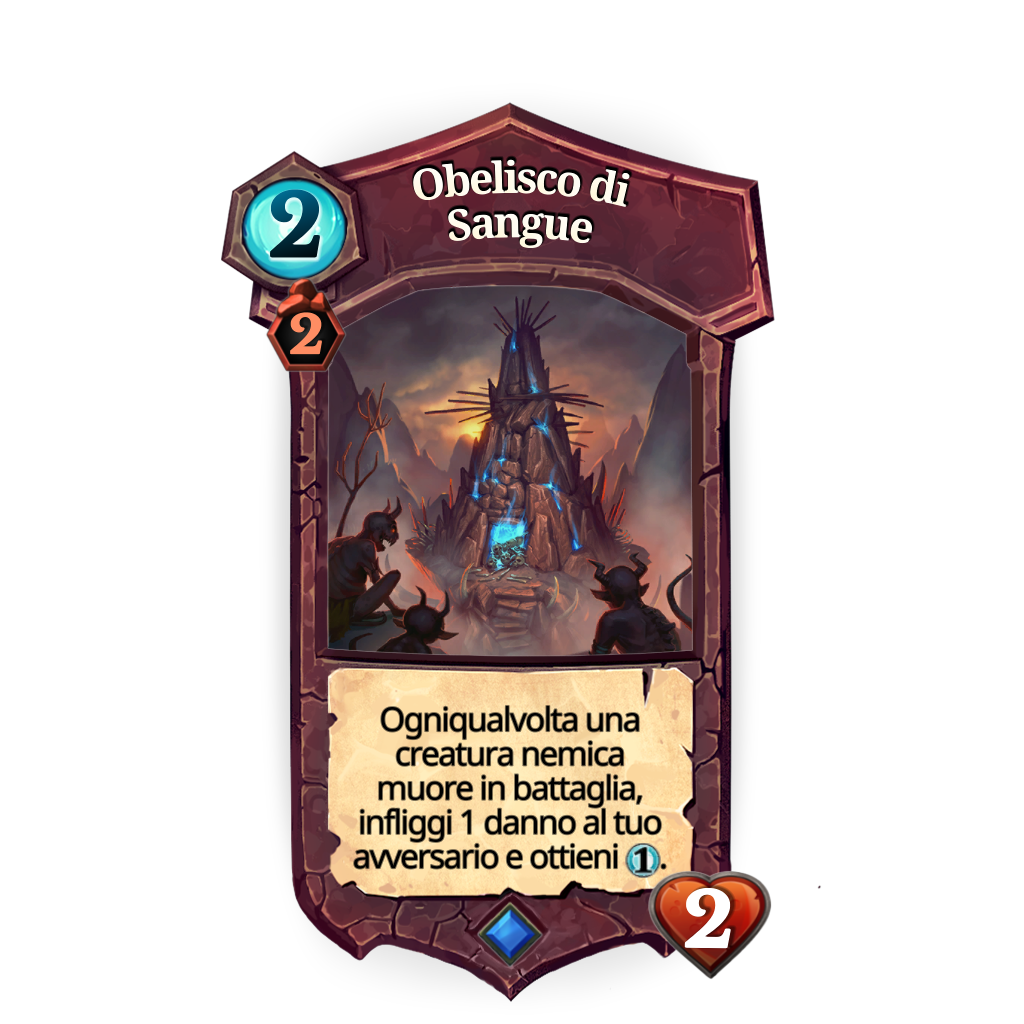 Obelisco di
Sangue
2
2
Ogniqualvolta una
creatura nemica
muore in battaglia,
infliggi 1 danno al tuo
avversario e ottieni 1.
2